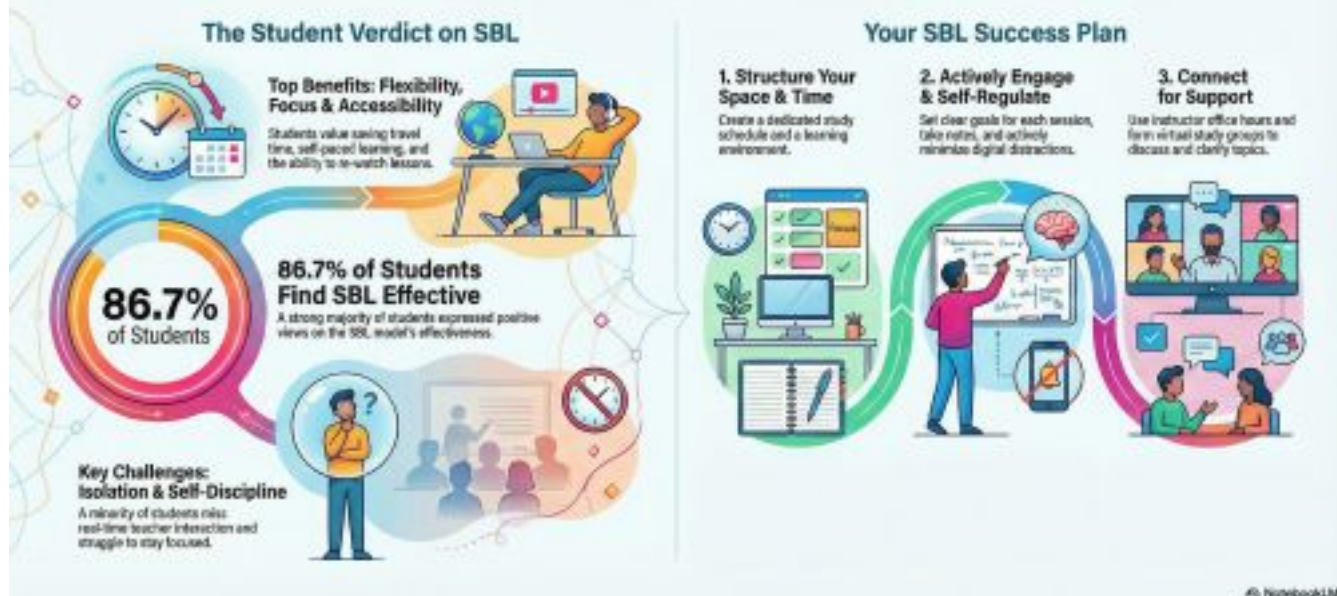 The Student Verdict on SBL
Top Benefits: Flexibility,
Focus & Accessibility
Students value saving travel
time, self-paced learning, and
the ability to re-watch lessons.
86.7%
of Students
86.7% of Students
Find SBL Effective
A strong majority of students expressed positive
views on the SBL model's effectiveness.
?
Key Challenges:
Isolation & Self-Discipline
A minority of students miss
real-time teacher interaction and
struggle to stay focused.
Your SBL Success Plan
1. Structure Your
Space & Time
Create a dedicated study
schedule and a learning
environment.
2. Actively Engage
& Self-Regulate
Set clear goals for each session,
take notes, and actively
minimize digital distractions.
3. Connect
for Support
Use instructor office hours and
form virtual study groups to
discuss and clarify topics.
NotebookLM